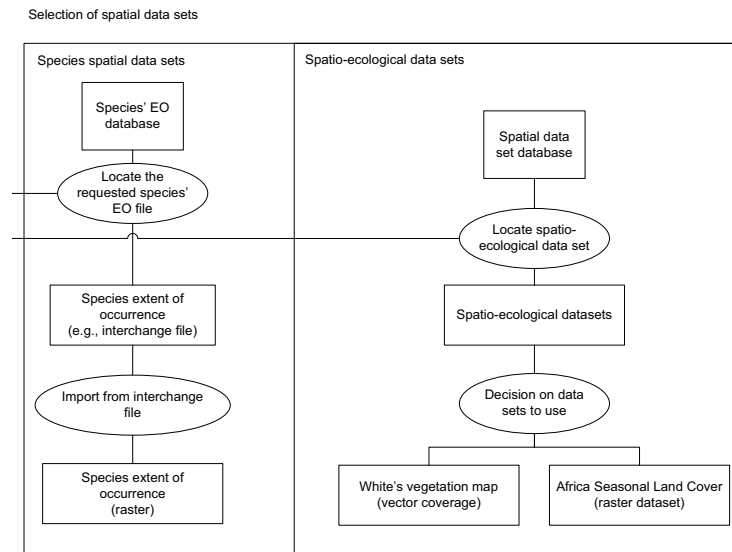 Selection of spatial data sets
Species spatial data sets
Species' EO
database
Locate the
requested species'
EO file
Species extent of
occurrence
(e.g., interchange file)
Import from interchange
file
Species extent of
occurrence
(raster)
Spatio-ecological data sets
Spatial data
set database
Locate spatio-
ecological data set
Spatio-ecological datasets
Decision on data
sets to use
White's vegetation map
(vector coverage)
Africa Seasonal Land Cover
(raster dataset)